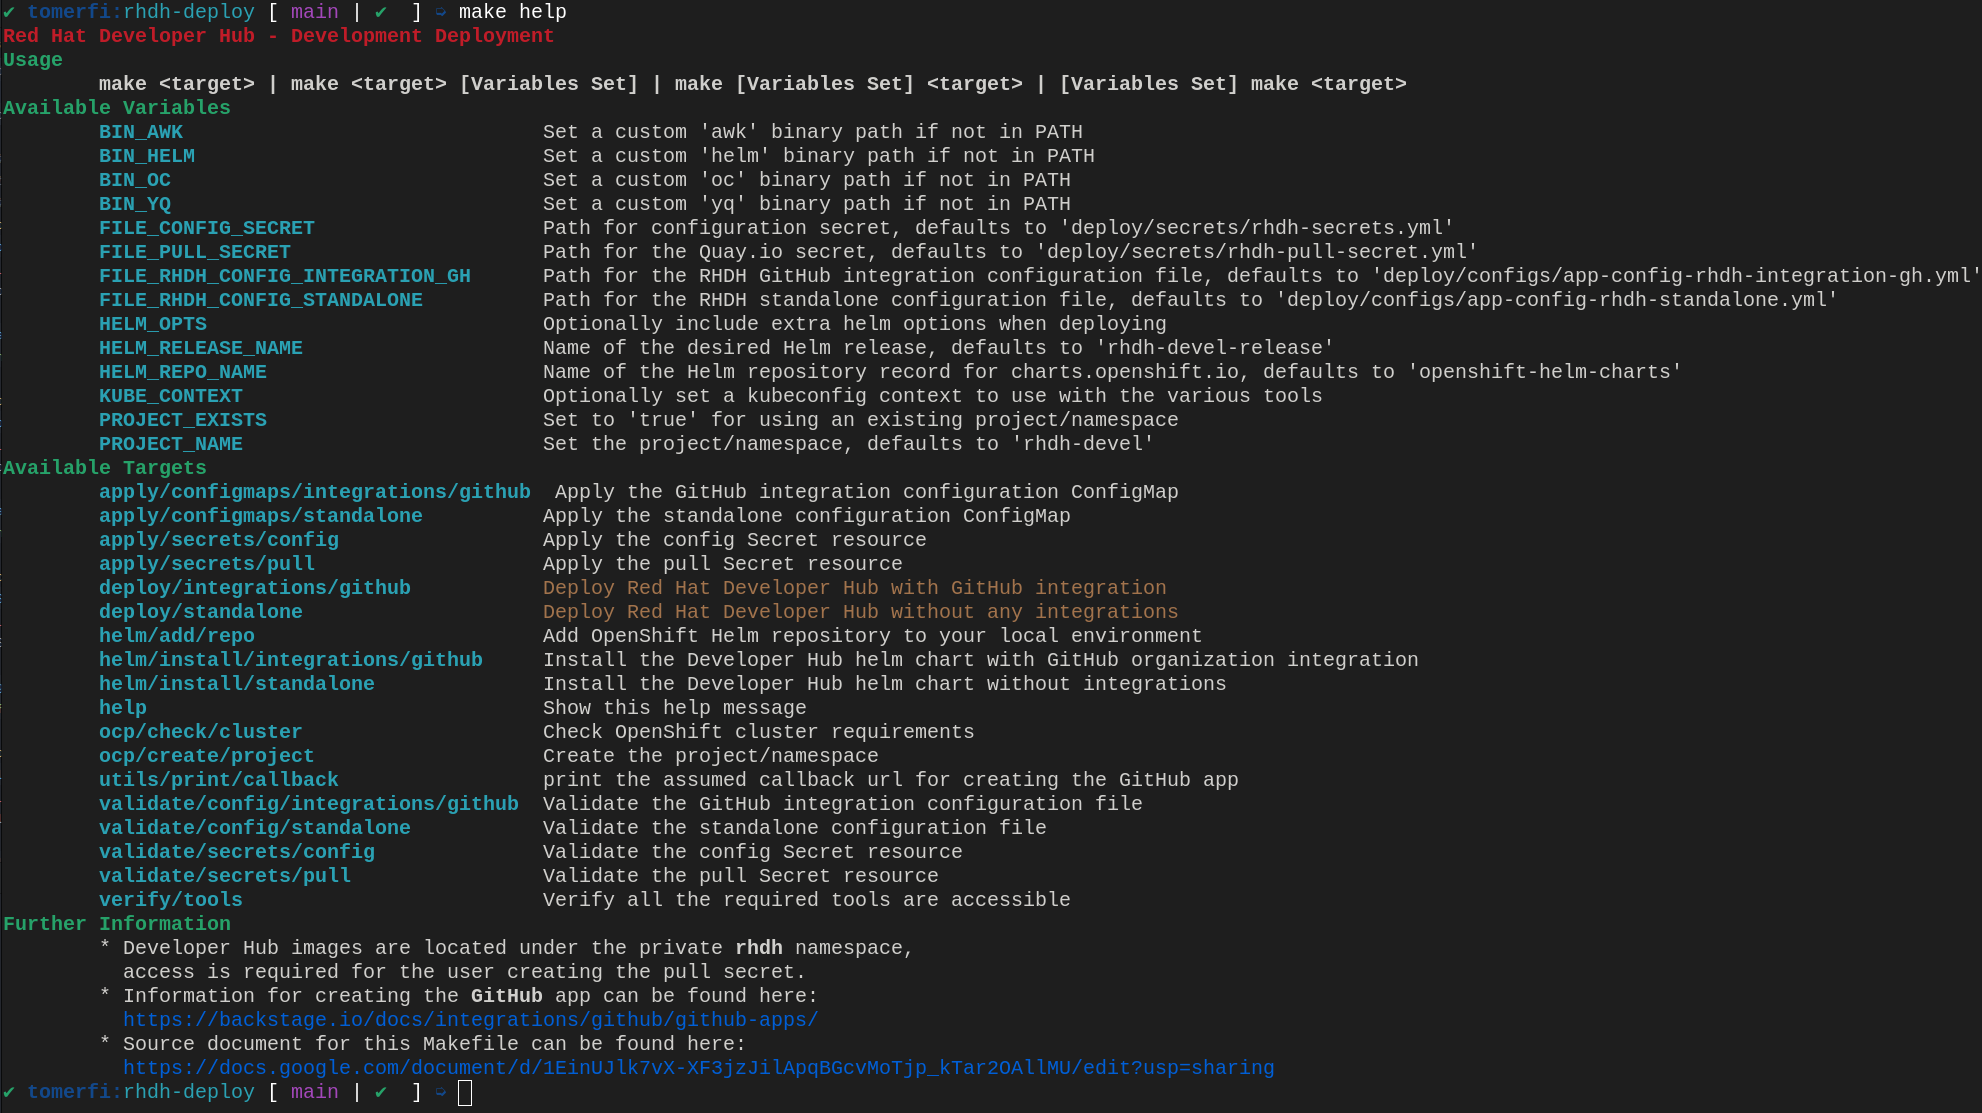 ✔ tomerfi:rhdh-deploy [ main | ✔  ] ➩ make help
Red Hat Developer Hub - Development Deployment
Usage
make <target> | make <target> [Variables Set] | make [Variables Set] <target> | [Variables Set] make <target>
Available Variables
BIN_AWK Set a custom 'awk' binary path if not in PATH
BIN_HELM Set a custom 'helm' binary path if not in PATH
BIN_OC Set a custom 'oc' binary path if not in PATH
BIN_YQ Set a custom 'yq' binary path if not in PATH
FILE_CONFIG_SECRET Path for configuration secret, defaults to 'deploy/secrets/rhdh-secrets.yml'
FILE_PULL_SECRET Path for the Quay.io secret, defaults to 'deploy/secrets/rhdh-pull-secret.yml'
FILE_RHDH_CONFIG_INTEGRATION_GH Path for the RHDH GitHub integration configuration file, defaults to 'deploy/configs/app-config-rhdh-integration-gh.yml'
FILE_RHDH_CONFIG_STANDALONE Path for the RHDH standalone configuration file, defaults to 'deploy/configs/app-config-rhdh-standalone.yml'
HELM_OPTS Optionally include extra helm options when deploying
HELM_RELEASE_NAME Name of the desired Helm release, defaults to 'rhdh-devel-release'
HELM_REPO_NAME Name of the Helm repository record for charts.openshift.io, defaults to 'openshift-helm-charts'
KUBE_CONTEXT Optionally set a kubeconfig context to use with the various tools
PROJECT_EXISTS Set to 'true' for using an existing project/namespace
PROJECT_NAME Set the project/namespace, defaults to 'rhdh-devel'
Available Targets
apply/configmaps/integrations/github Apply the GitHub integration configuration ConfigMap
apply/configmaps/standalone Apply the standalone configuration ConfigMap
apply/secrets/config Apply the config Secret resource
apply/secrets/pull Apply the pull Secret resource
deploy/integrations/github Deploy Red Hat Developer Hub with GitHub integration
deploy/standalone Deploy Red Hat Developer Hub without any integrations
helm/add/repo Add OpenShift Helm repository to your local environment
helm/install/integrations/github Install the Developer Hub helm chart with GitHub organization integration
helm/install/standalone Install the Developer Hub helm chart without integrations
help Show this help message
ocp/check/cluster Check OpenShift cluster requirements
ocp/create/project Create the project/namespace
utils/print/callback print the assumed callback url for creating the GitHub app
validate/config/integrations/github Validate the GitHub integration configuration file
validate/config/standalone Validate the standalone configuration file
validate/secrets/config Validate the config Secret resource
validate/secrets/pull Validate the pull Secret resource
verify/tools Verify all the required tools are accessible
Further Information
* Developer Hub images are located under the private rhdh namespace,
access is required for the user creating the pull secret.
* Information for creating the GitHub app can be found here:
https://backstage.io/docs/integrations/github/github-apps/
* Source document for this Makefile can be found here:
https://docs.google.com/document/d/1EinUJlk7vX-XF3jzJilApqBGcvMoTjp_kTar2OAllMU/edit?usp=sharing
✔ tomerfi:rhdh-deploy [ main | ✔  ] ➩